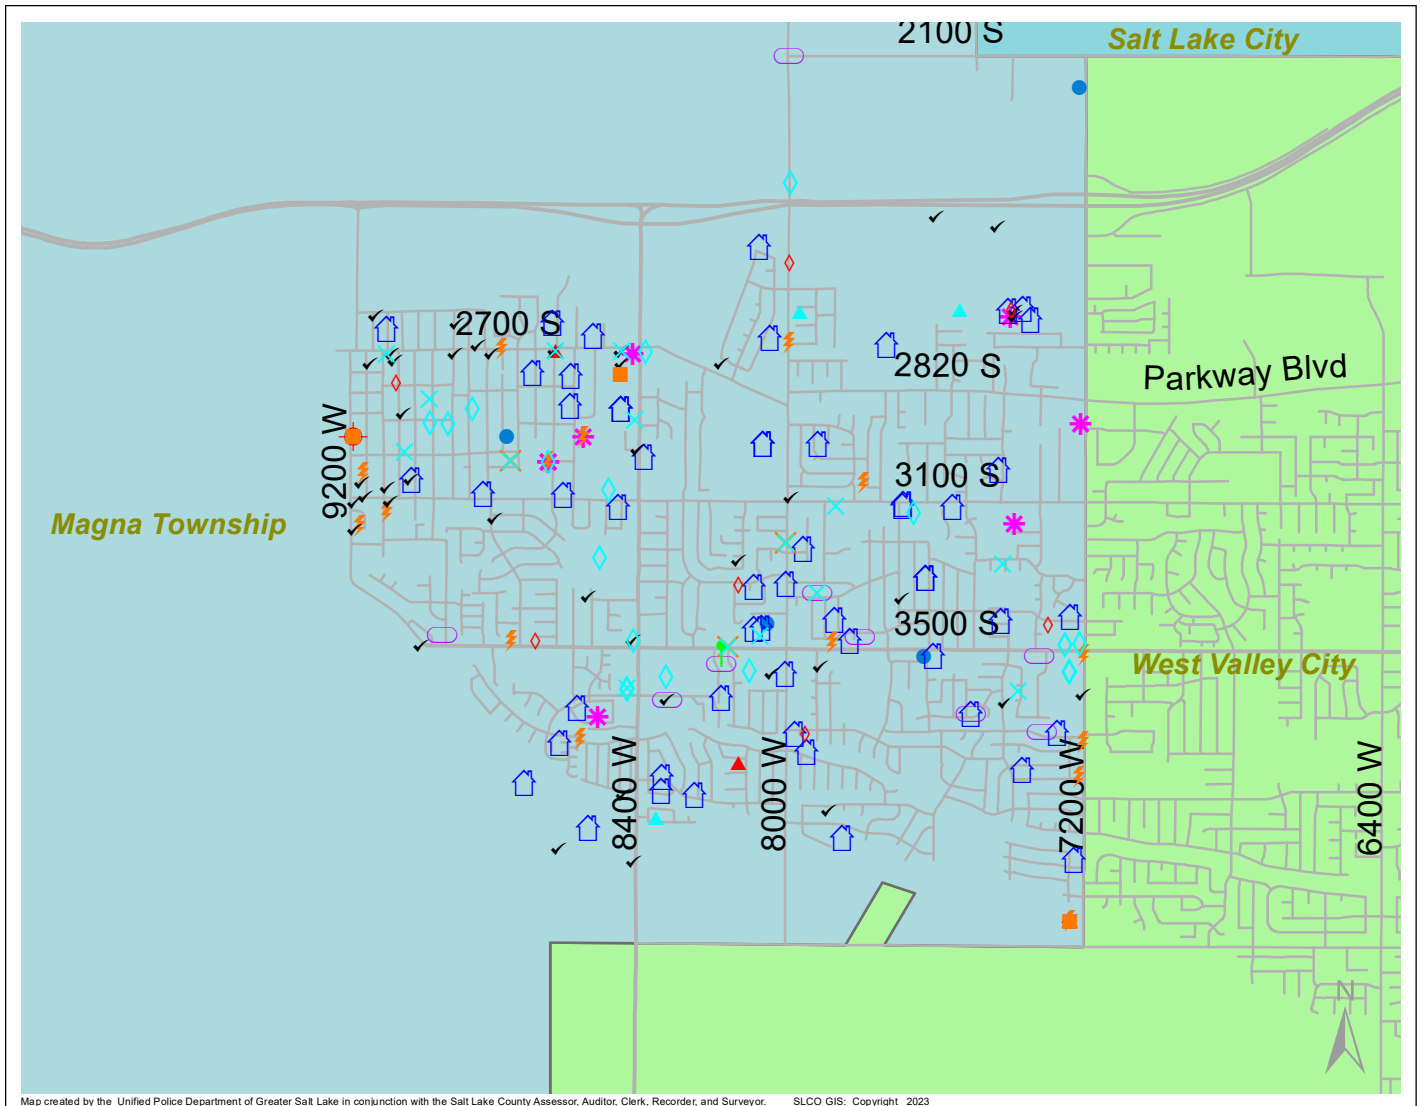 2100 S
Salt Lake City
2700 S
2820 S
Parkway Blvd
9200 W
3100 S
Magna Township
3500 S
West Valley City
8400 W
8000 W
7200 W
6400 W
N
Map created by the Unified Police Department of Greater Salt Lake in conjunction with the Salt Lake County Assessor, Auditor, Clerk, Recorder, and Surveyor. SLCO GIS: Copyright 2023